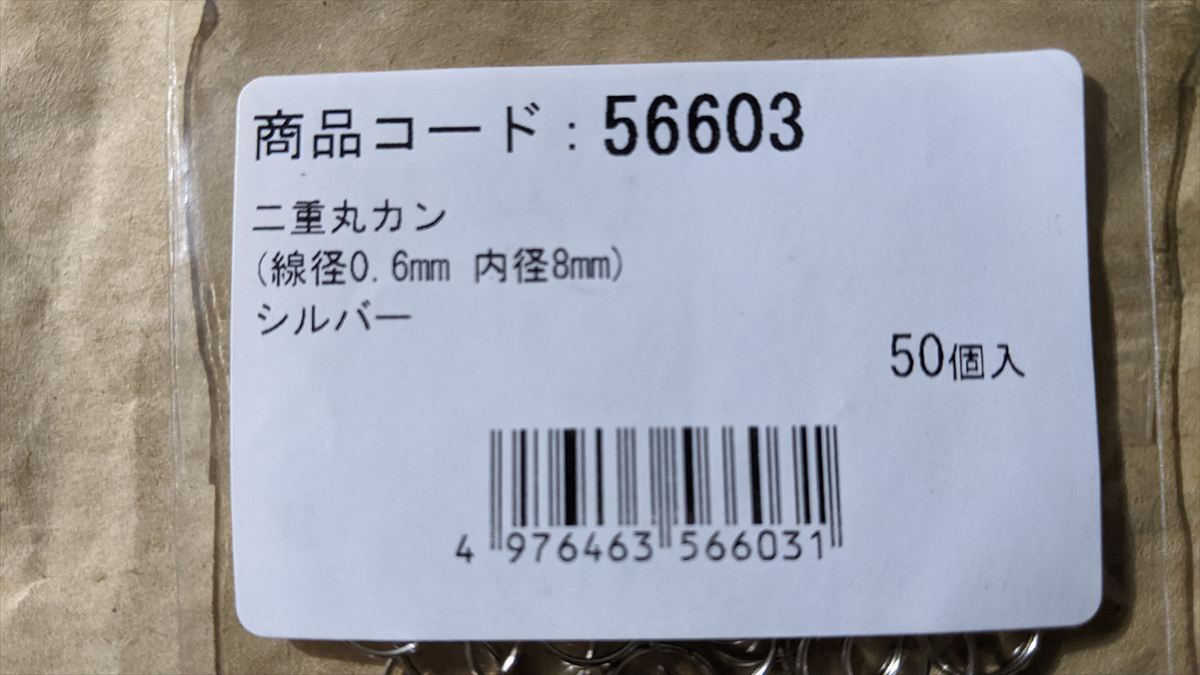 商品コード：56603
二重丸カン
(線径0.6mm 内径8mm)
シルバー
50個入
4 976463 566031